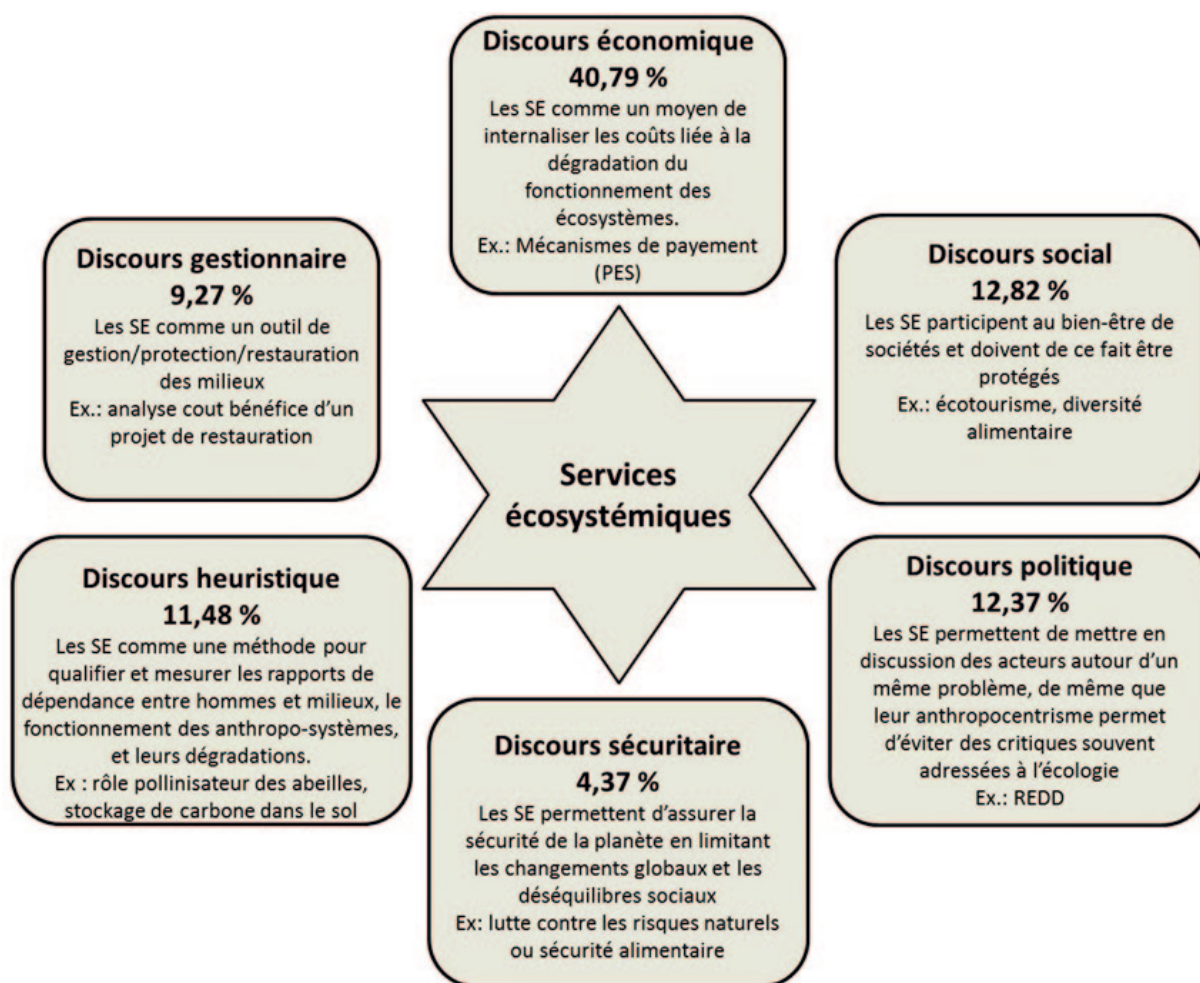 Discours économique
40,79 %
Les SE comme un moyen de
internaliser les coûts liée à la
dégradation du
fonctionnement des
écosystèmes.
Ex.: Mécanismes de payement
(PES)
Discours gestionnaire
9,27 %
Les SE comme un outil de
gestion/protection/restauration
des milieux
Ex.: analyse cout bénéfice d’un
projet de restauration
Discours social
12,82 %
Les SE participent au bien-être de
sociétés et doivent de ce fait être
protégés
Ex.: écotourisme, diversité
alimentaire
Services
écosystémiques
Discours heuristique
11,48 %
Les SE comme une méthode pour
qualifier et mesurer les rapports de
dépendance entre hommes et milieux, le
fonctionnement des anthropo-systèmes,
et leurs dégradations.
Ex : rôle pollinisateur des abeilles,
stockage de carbone dans le sol
Discours politique
12,37 %
Les SE permettent de mettre en
discussion des acteurs autour d’un
même problème, de même que
leur anthropocentrisme permet
d’éviter des critiques souvent
adressées à l’écologie
Ex.: REDD
Discours sécuritaire
4,37 %
Les SE permettent d’assurer la
sécurité de la planète en limitant
les changements globaux et les
déséquilibres sociaux
Ex: lutte contre les risques naturels
ou sécurité alimentaire